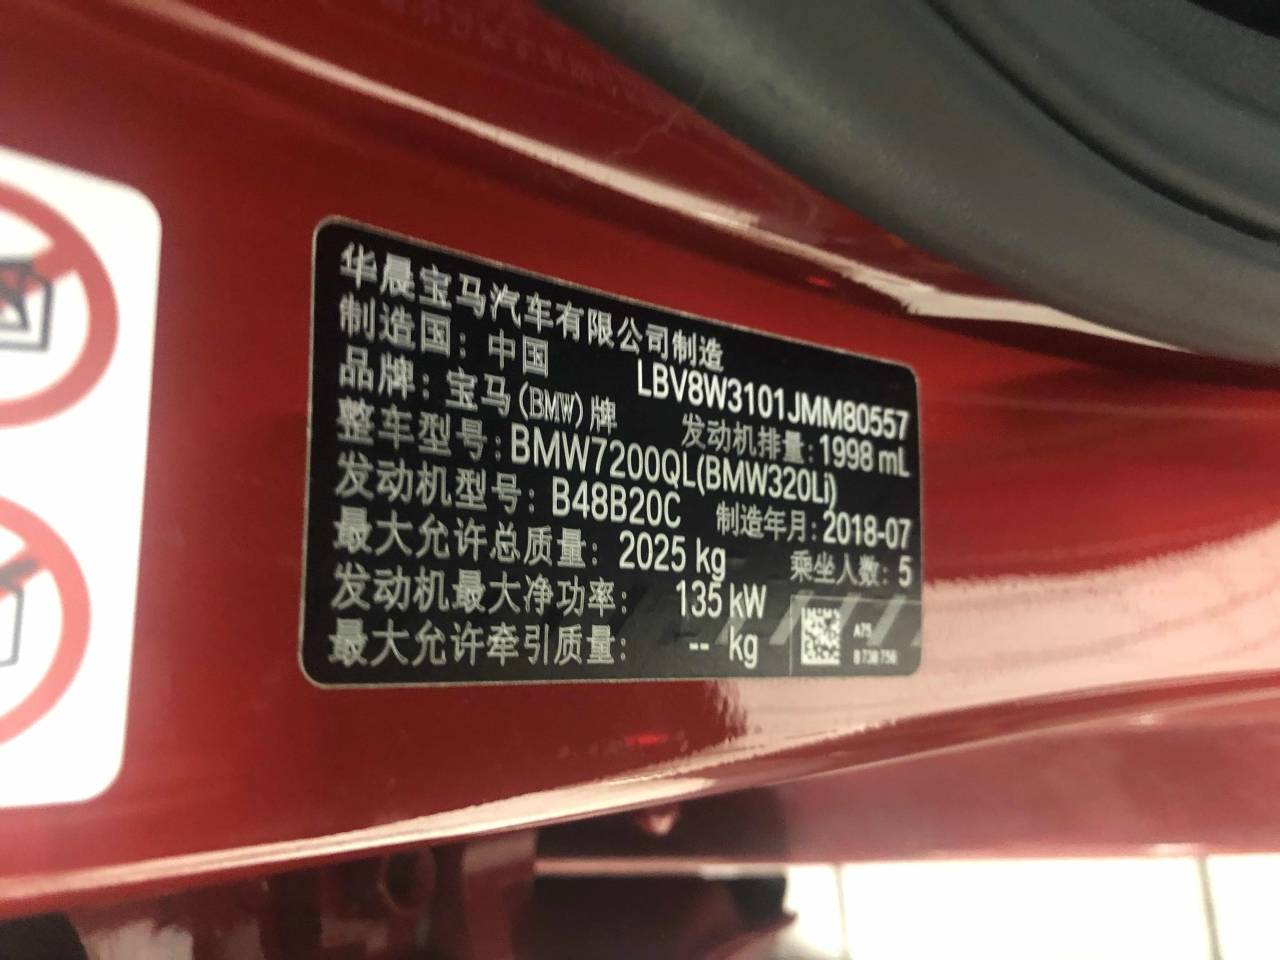 华晨宝马汽车有限公司制造
制造国：中国
LBV8W3101JMM80557
品牌：宝马(BMW)牌
发动机排量：1998 mL
整车型号：BMW7200QL(BMW320Li)
发动机型号：B48B20C
制造年月：2018-07
最大允许总质量：2025 kg
乘坐人数：5
发动机最大净功率：135 kW
最大允许牵引质量：-- kg
A75
8 738 756